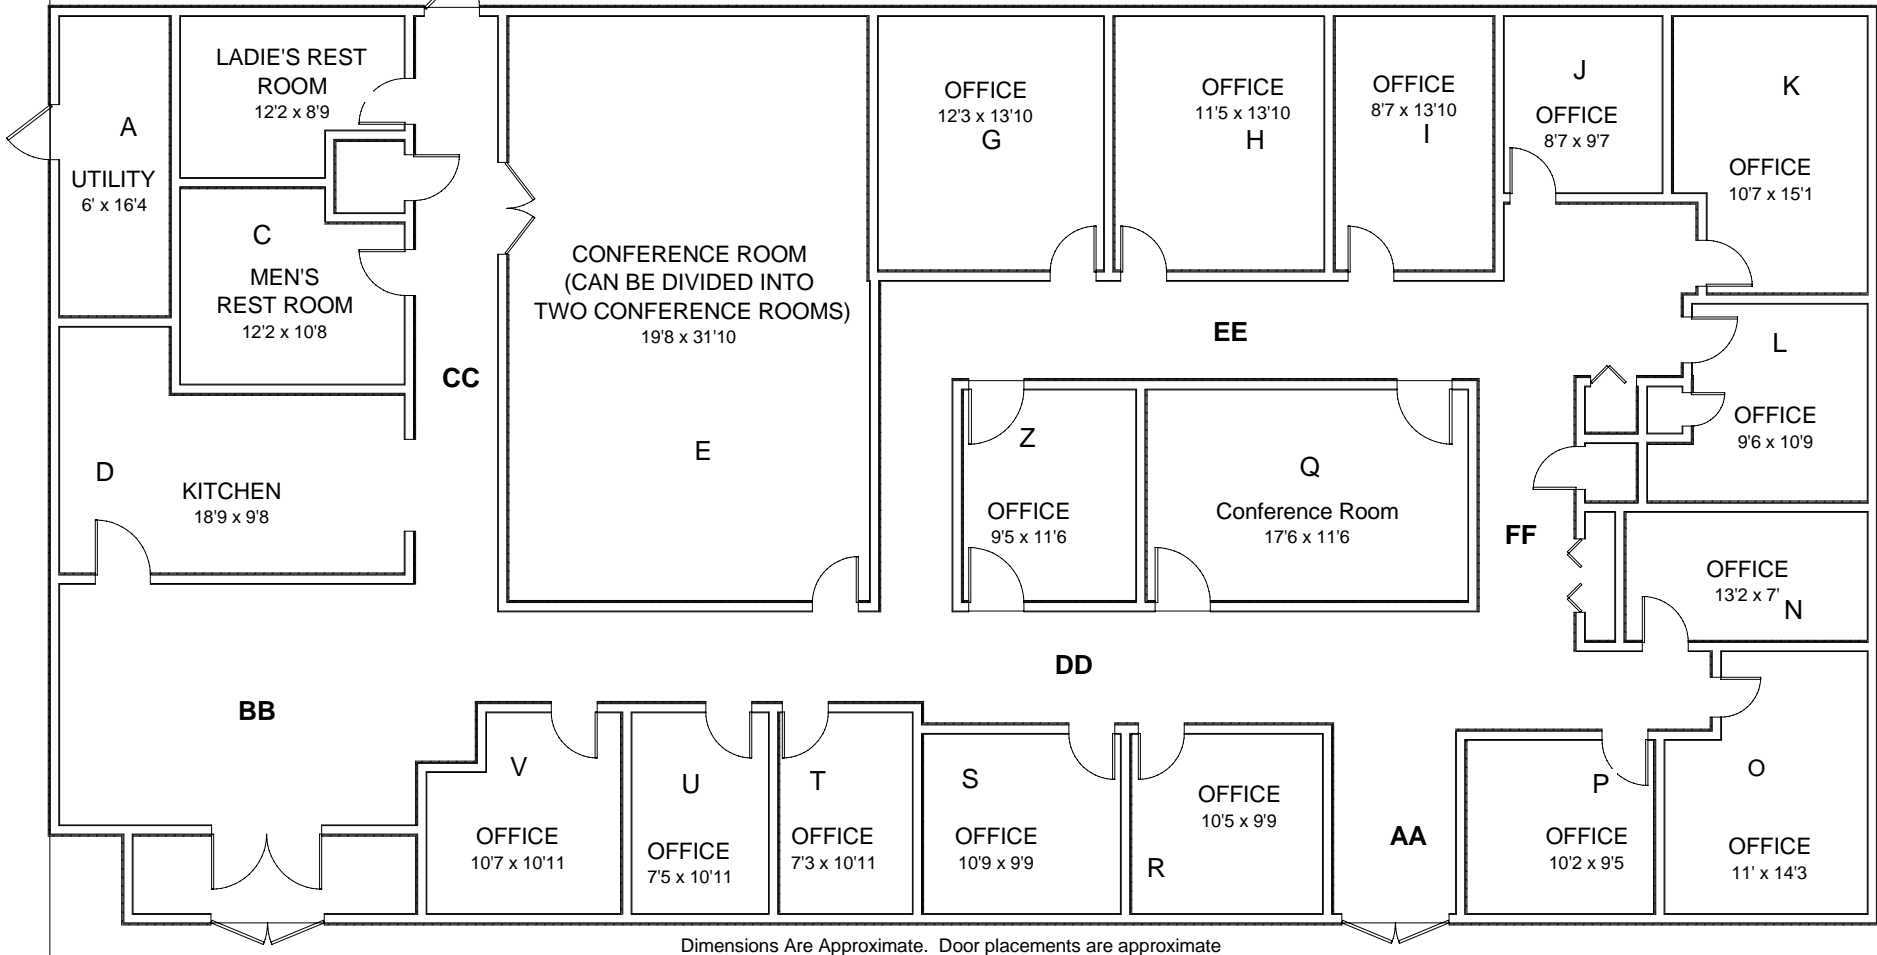 LADIE'S REST
ROOM
12'2 x 8'9
A
UTILITY
6' x 16'4
C
MEN'S
REST ROOM
12'2 x 10'8
CC
D
KITCHEN
18'9 x 9'8
BB
CONFERENCE ROOM
(CAN BE DIVIDED INTO
TWO CONFERENCE ROOMS)
19'8 x 31'10
E
OFFICE
12'3 x 13'10
G
OFFICE
11'5 x 13'10
H
OFFICE
8'7 x 13'10
I
J
OFFICE
8'7 x 9'7
K
OFFICE
10'7 x 15'1
EE
L
OFFICE
9'6 x 10'9
Z
OFFICE
9'5 x 11'6
Q
Conference Room
17'6 x 11'6
FF
OFFICE
13'2 x 7'
N
DD
V
OFFICE
10'7 x 10'11
U
OFFICE
7'5 x 10'11
T
OFFICE
7'3 x 10'11
S
OFFICE
10'9 x 9'9
OFFICE
10'5 x 9'9
R
AA
P
OFFICE
10'2 x 9'5
O
OFFICE
11' x 14'3
Dimensions Are Approximate.  Door placements are approximate